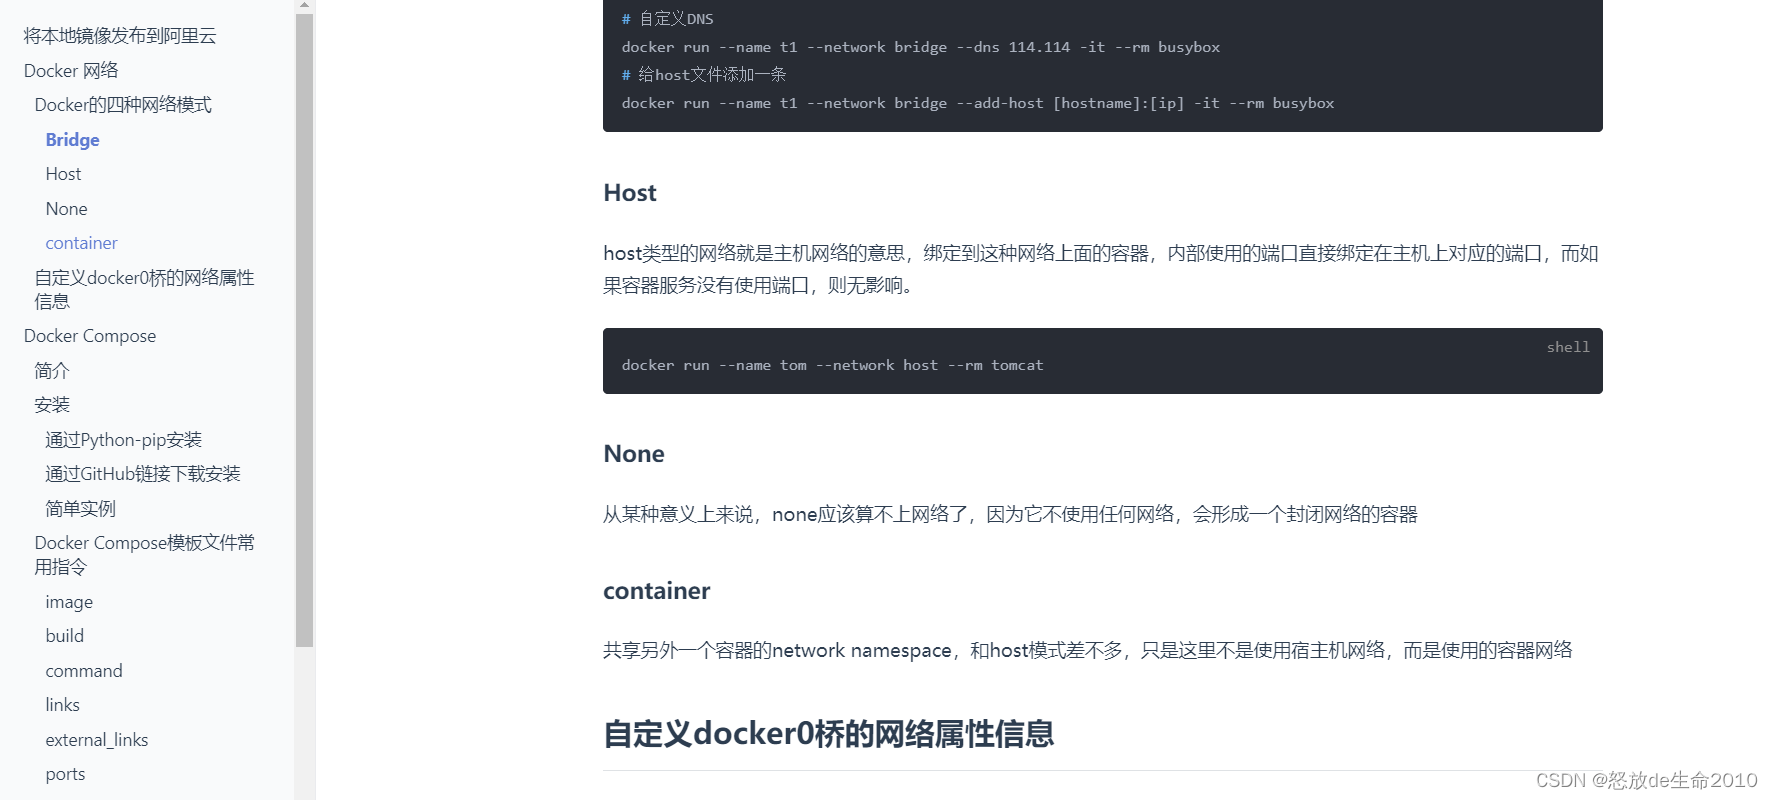 将本地镜像发布到阿里云
Docker 网络
Docker的四种网络模式
Bridge
Host
None
container
自定义docker0桥的网络属性
信息
Docker Compose
简介
安装
通过Python-pip安装
通过GitHub链接下载安装
简单实例
Docker Compose模板文件常
用指令
image
build
command
links
external_links
ports
# 自定义DNS
docker run --name t1 --network bridge --dns 114.114 -it --rm busybox
# 给host文件添加一条
docker run --name t1 --network bridge --add-host [hostname]:[ip] -it --rm busybox
Host
host类型的网络就是主机网络的意思，绑定到这种网络上面的容器，内部使用的端口直接绑定在主机上对应的端口，而如
果容器服务没有使用端口，则无影响。
shell
docker run --name tom --network host --rm tomcat
None
从某种意义上来说，none应该算不上网络了，因为它不使用任何网络，会形成一个封闭网络的容器
container
共享另外一个容器的network namespace，和host模式差不多，只是这里不是使用宿主机网络，而是使用的容器网络
自定义docker0桥的网络属性信息
CSDN @怒放de生命2010